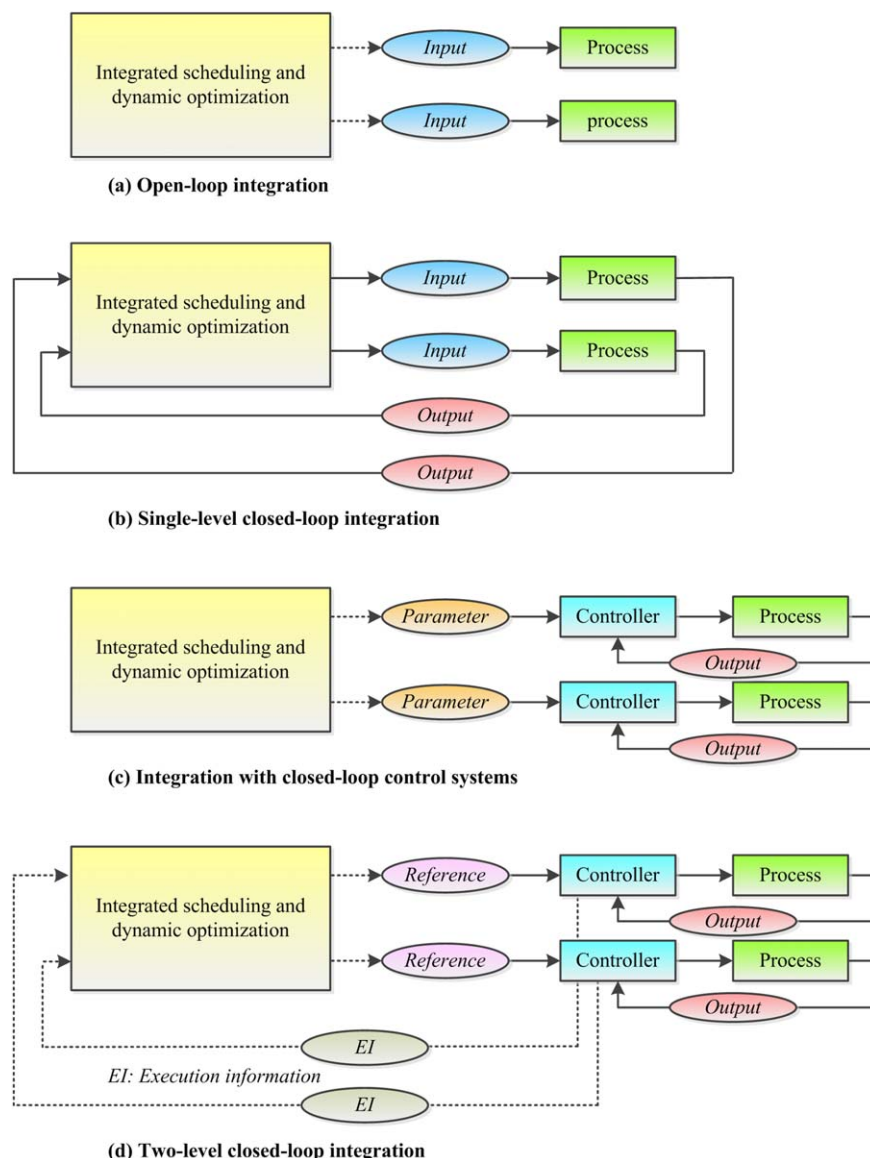 Integrated scheduling and
dynamic optimization
Input
Process
Input
process
(a) Open-loop integration
Integrated scheduling and
dynamic optimization
Input
Process
Input
Process
Output
Output
(b) Single-level closed-loop integration
Integrated scheduling and
dynamic optimization
Parameter
Controller
Process
Output
Parameter
Controller
Process
Output
(c) Integration with closed-loop control systems
Integrated scheduling and
dynamic optimization
Reference
Controller
Process
Output
Reference
Controller
Process
Output
EI
EI: Execution information
EI
(d) Two-level closed-loop integration